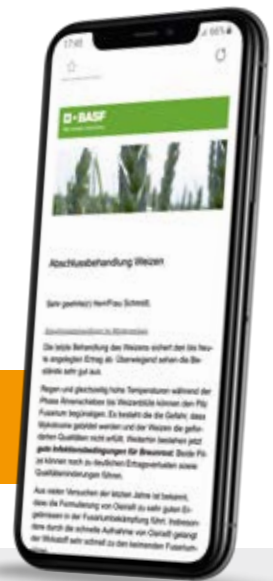 17:48
BASF
Abschlussbehandlung Weizen
Sehr geehrte(r) Herr/Frau Schmidt,
Die letzte Behandlung des Weizens sichert den bis heu-
te angelegten Ertrag ab. Überwiegend sehen die Be-
stände sehr gut aus.
Regen und gleichzeitig hohe Temperaturen während der
Phase Ährenschieben bis Weizenblüte können den Pilz
Fusarium begünstigen. Es besteht die die Gefahr, dass
Mykotoxine gebildet werden und der Weizen die gefor-
derten Qualitäten nicht erfüllt. Weiterhin bestehen jetzt
gute Infektionsbedingungen für Braunrost. Beide Pil-
ze können noch zu deutlichen Ertragsverlusten sowie
Qualitätsminderungen führen.
Aus vielen Versuchen der letzten Jahre ist bekannt,
dass die Formulierung von Osiris® zu sehr guten Er-
gebnissen in der Fusariumbekämpfung führt. Insbeson-
dere durch die schnelle Aufnahme von Osiris® gelangt
der Wirkstoff sehr schnell zu den keimenden Fusarium-